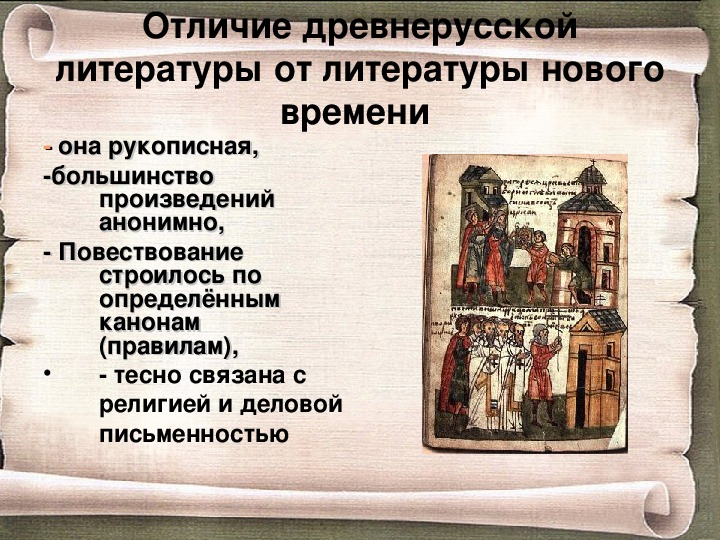 Отличие древнерусской
литературы от литературы нового
времени
- она рукописная,
-большинство
произведений
анонимно,
- Повествование
строилось по
определённым
канонам
(правилам),
• - тесно связана с
религией и деловой
письменностью